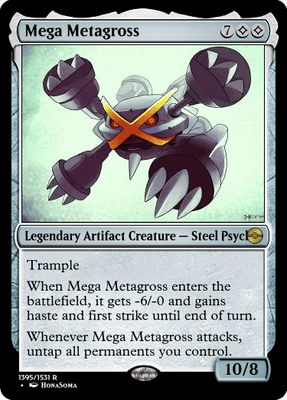 Mega Metagross 7
Legendary Artifact Creature — Steel Psyc
Trample
When Mega Metagross enters the
battlefield, it gets -6/-0 and gains
haste and first strike until end of turn.
Whenever Mega Metagross attacks,
untap all permanents you control.
10/8
1395/1531 R
HonaSoma